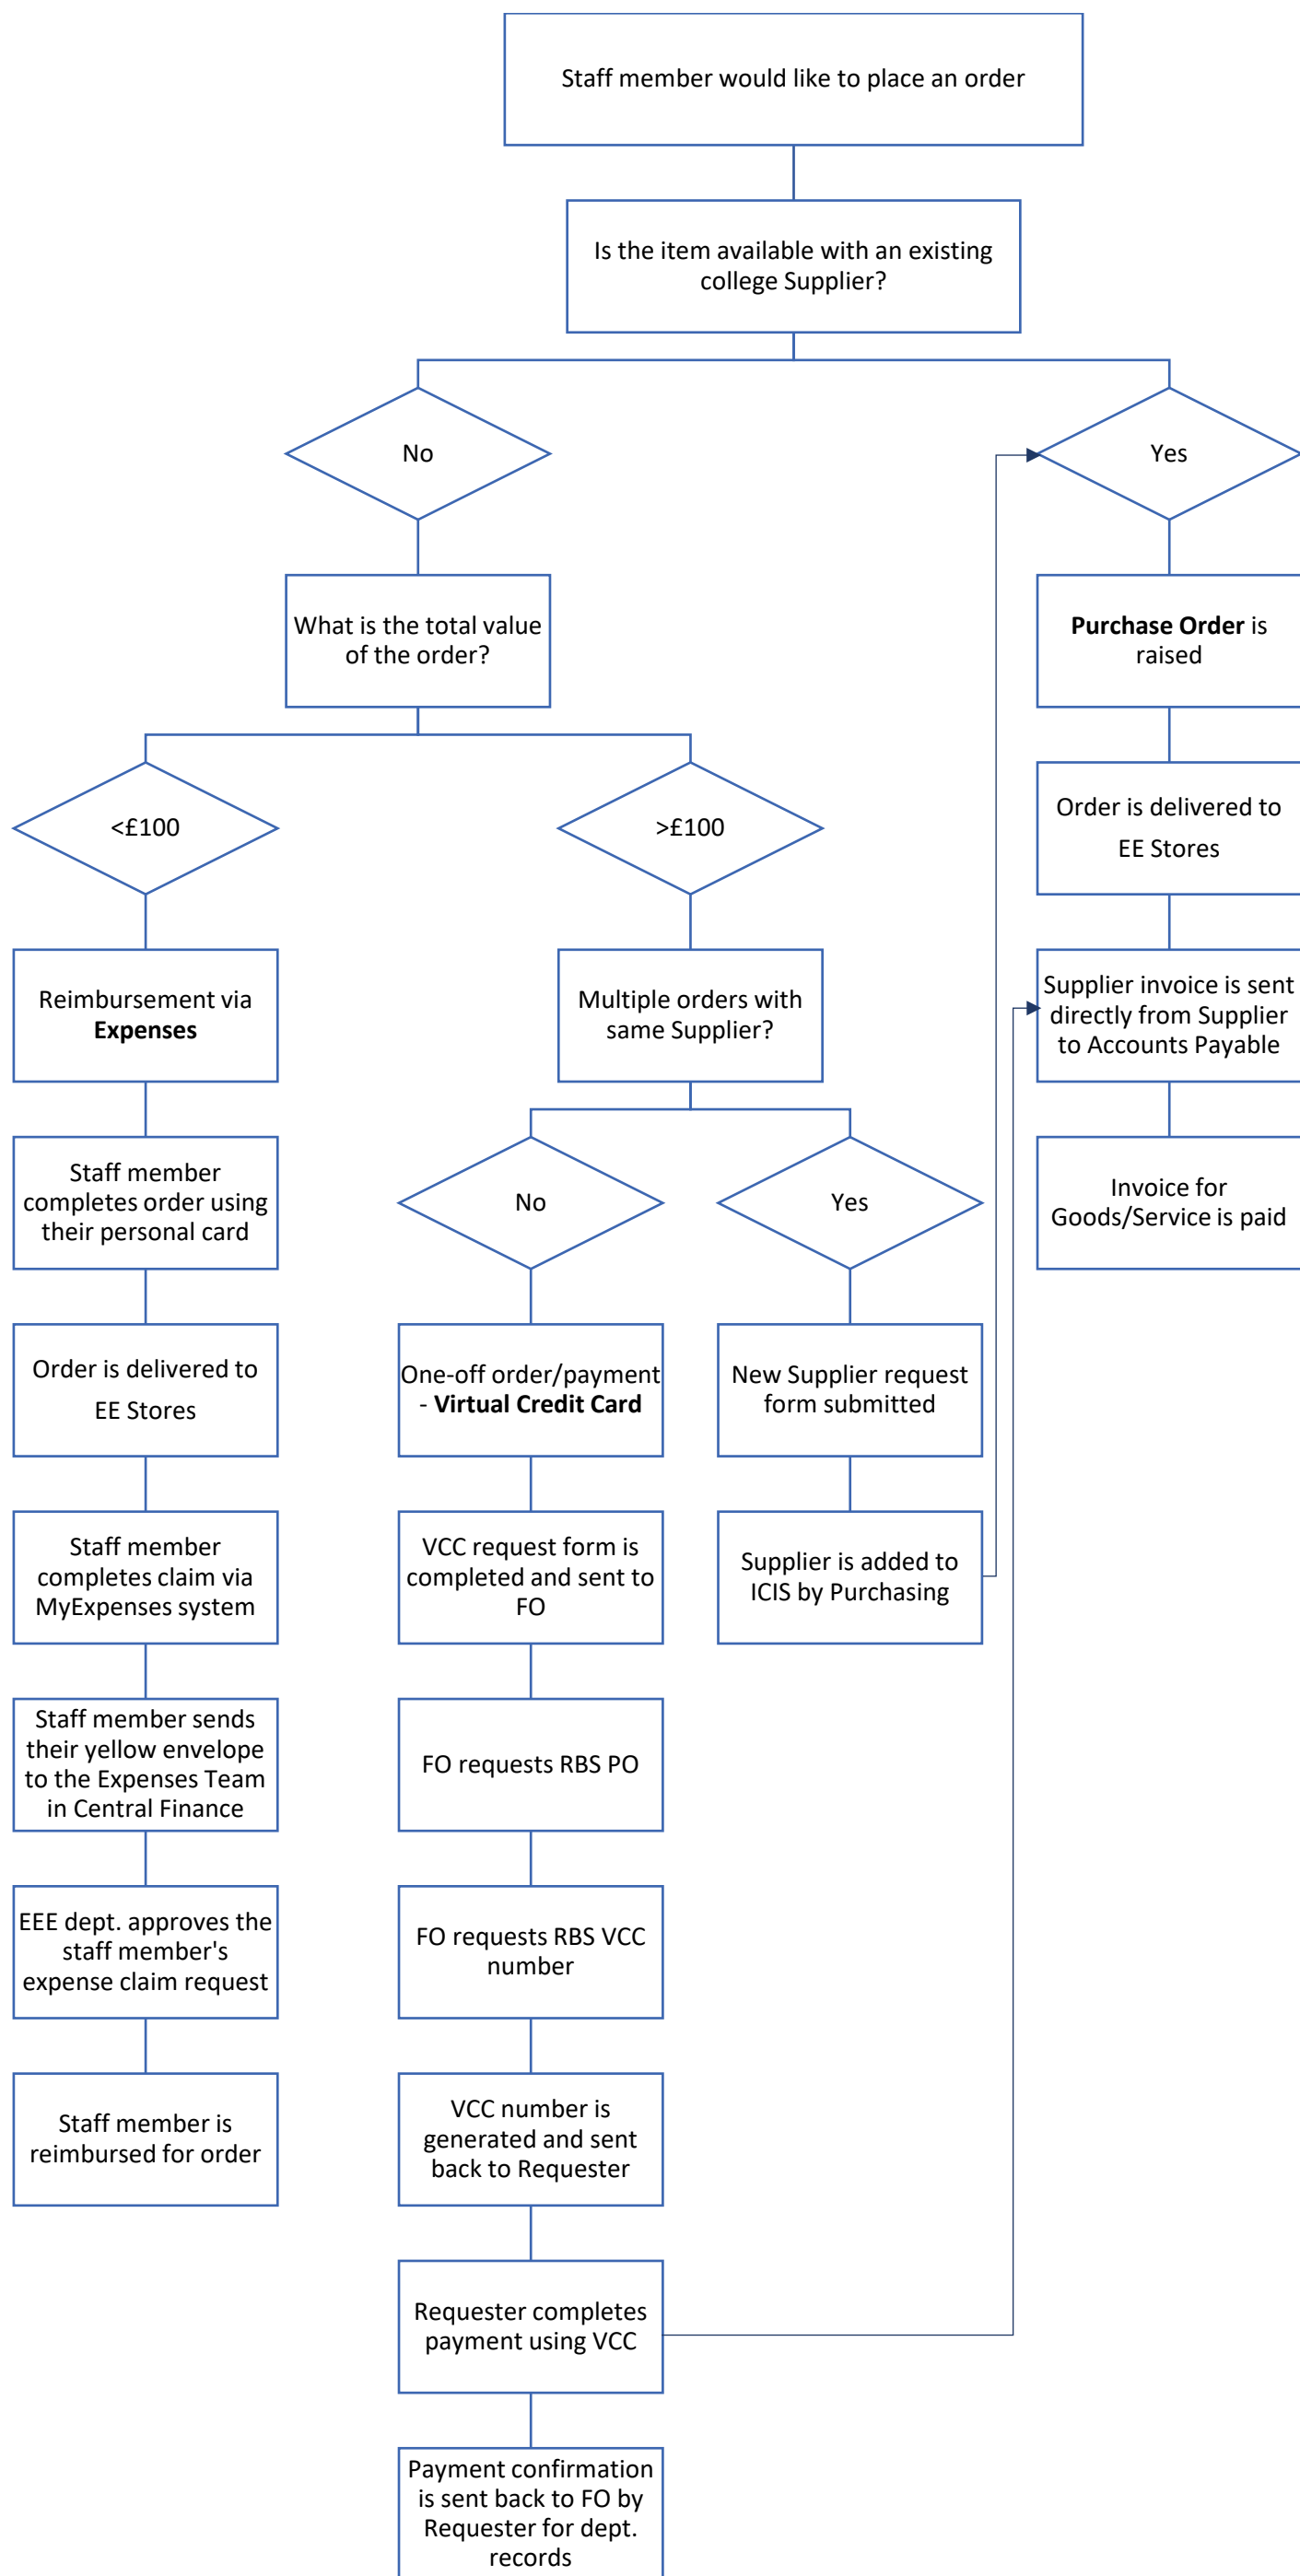 Staff member would like to place an order
Is the item available with an existing
college Supplier?
No
Yes
What is the total value
of the order?
Purchase Order is
raised
<£100
>£100
Order is delivered to
EE Stores
Reimbursement via
Expenses
Multiple orders with
same Supplier?
Supplier invoice is sent
directly from Supplier
to Accounts Payable
Staff member
completes order using
their personal card
No
Yes
Invoice for
Goods/Service is paid
Order is delivered to
EE Stores
One-off order/payment
- Virtual Credit Card
New Supplier request
form submitted
Staff member
completes claim via
MyExpenses system
VCC request form is
completed and sent to
FO
Supplier is added to
ICIS by Purchasing
Staff member sends
their yellow envelope
to the Expenses Team
in Central Finance
FO requests RBS PO
EEE dept. approves the
staff member's
expense claim request
FO requests RBS VCC
number
Staff member is
reimbursed for order
VCC number is
generated and sent
back to Requester
Requester completes
payment using VCC
Payment confirmation
is sent back to FO by
Requester for dept.
records